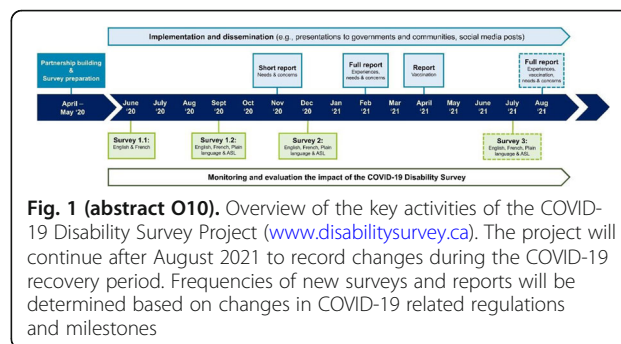 Implementation and dissemination (e.g., presentations to governments and communities, social media posts)
Partnership building
&
Survey preparation
Short report
Needs & concerns
Full report
Experiences,
needs & concerns
Report
Vaccination
Full report
Experiences,
vaccination,
needs & concerns
April –
May '20
June
'20
July
'20
Aug
'20
Sept
'20
Oct
'20
Nov
'20
Dec
'20
Jan
'21
Feb
'21
Mar
'21
April
'21
May
'21
June
'21
July
'21
Aug
'21
Survey 1.1:
English & French
Survey 1.2:
English, French, Plain
language & ASL
Survey 2:
English, French, Plain
language & ASL
Survey 3:
English, French, Plain
language & ASL
Monitoring and evaluation the impact of the COVID-19 Disability Survey
Fig. 1 (abstract O10). Overview of the key activities of the COVID-
19 Disability Survey Project (www.disabilitysurvey.ca). The project will
continue after August 2021 to record changes during the COVID-19
recovery period. Frequencies of new surveys and reports will be
determined based on changes in COVID-19 related regulations
and milestones